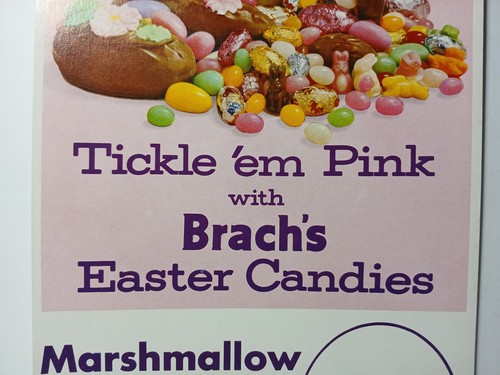 Tickle 'em Pink
with
Brach's
Easter Candies
Marshmallow